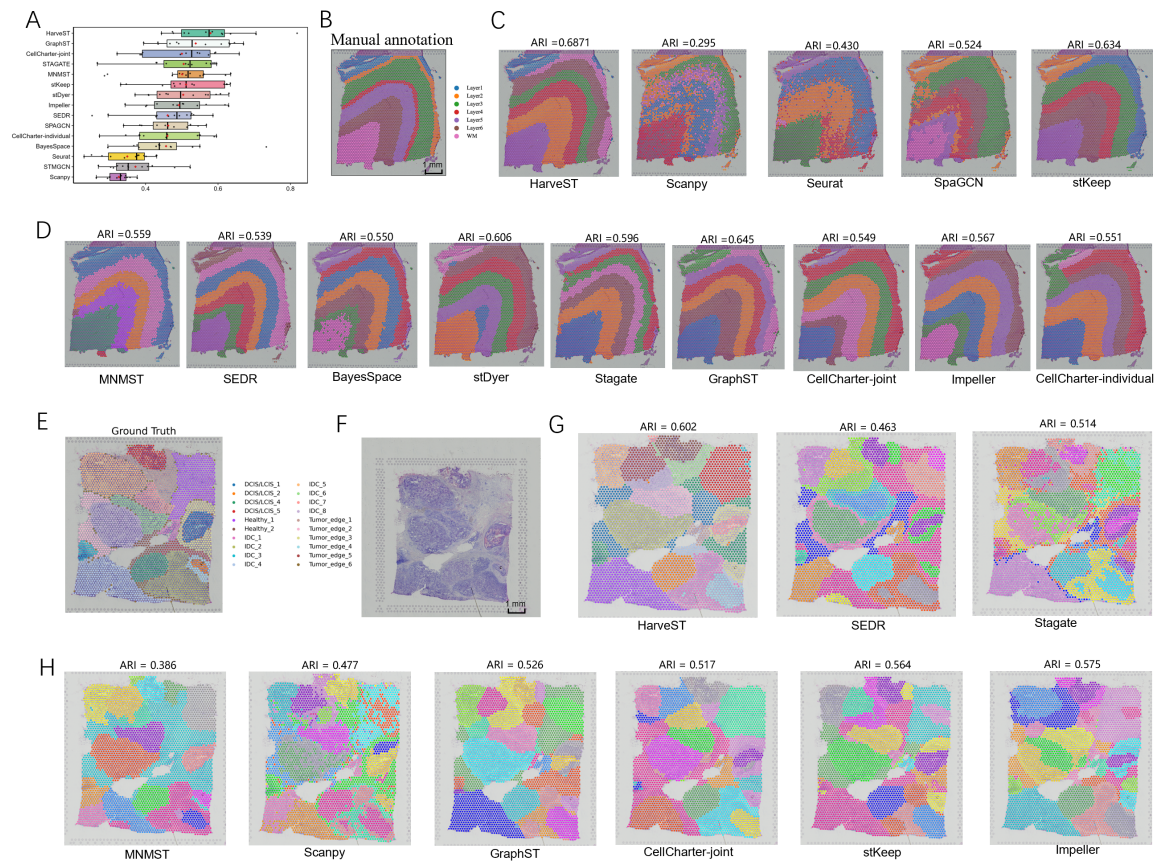 A
HarveST
GraphST
CellCharter-joint
STAGATE
MNMST
stKeep
stDyer
Impeller
SEDR
SPAGCN
CellCharter-individual
BayesSpace
Seurat
STMGCN
Scanpy
0.4
0.6
0.8
B
Manual annotation
1 mm
Layer1
Layer2
Layer3
Layer4
Layer5
Layer6
WM
C
ARI =0.6871
HarveST
ARI =0.295
Scanpy
ARI =0.430
Seurat
ARI =0.524
SpaGCN
ARI =0.634
stKeep
D
ARI =0.559
MNMST
ARI =0.539
SEDR
ARI =0.550
BayesSpace
ARI =0.606
stDyer
ARI =0.596
Stagate
ARI =0.645
GraphST
ARI =0.549
CellCharter-joint
ARI =0.567
Impeller
ARI =0.551
CellCharter-individual
E
Ground Truth
DCIS/LCIS_1
DCIS/LCIS_2
DCIS/LCIS_4
DCIS/LCIS_5
Healthy_1
Healthy_2
IDC_1
IDC_2
IDC_3
IDC_4
IDC_5
IDC_6
IDC_7
IDC_8
Tumor_edge_1
Tumor_edge_2
Tumor_edge_3
Tumor_edge_4
Tumor_edge_5
Tumor_edge_6
F
1 mm
G
ARI = 0.602
HarveST
ARI = 0.463
SEDR
ARI = 0.514
Stagate
H
ARI = 0.386
MNMST
ARI = 0.477
Scanpy
ARI = 0.526
GraphST
ARI = 0.517
CellCharter-joint
ARI = 0.564
stKeep
ARI = 0.575
Impeller